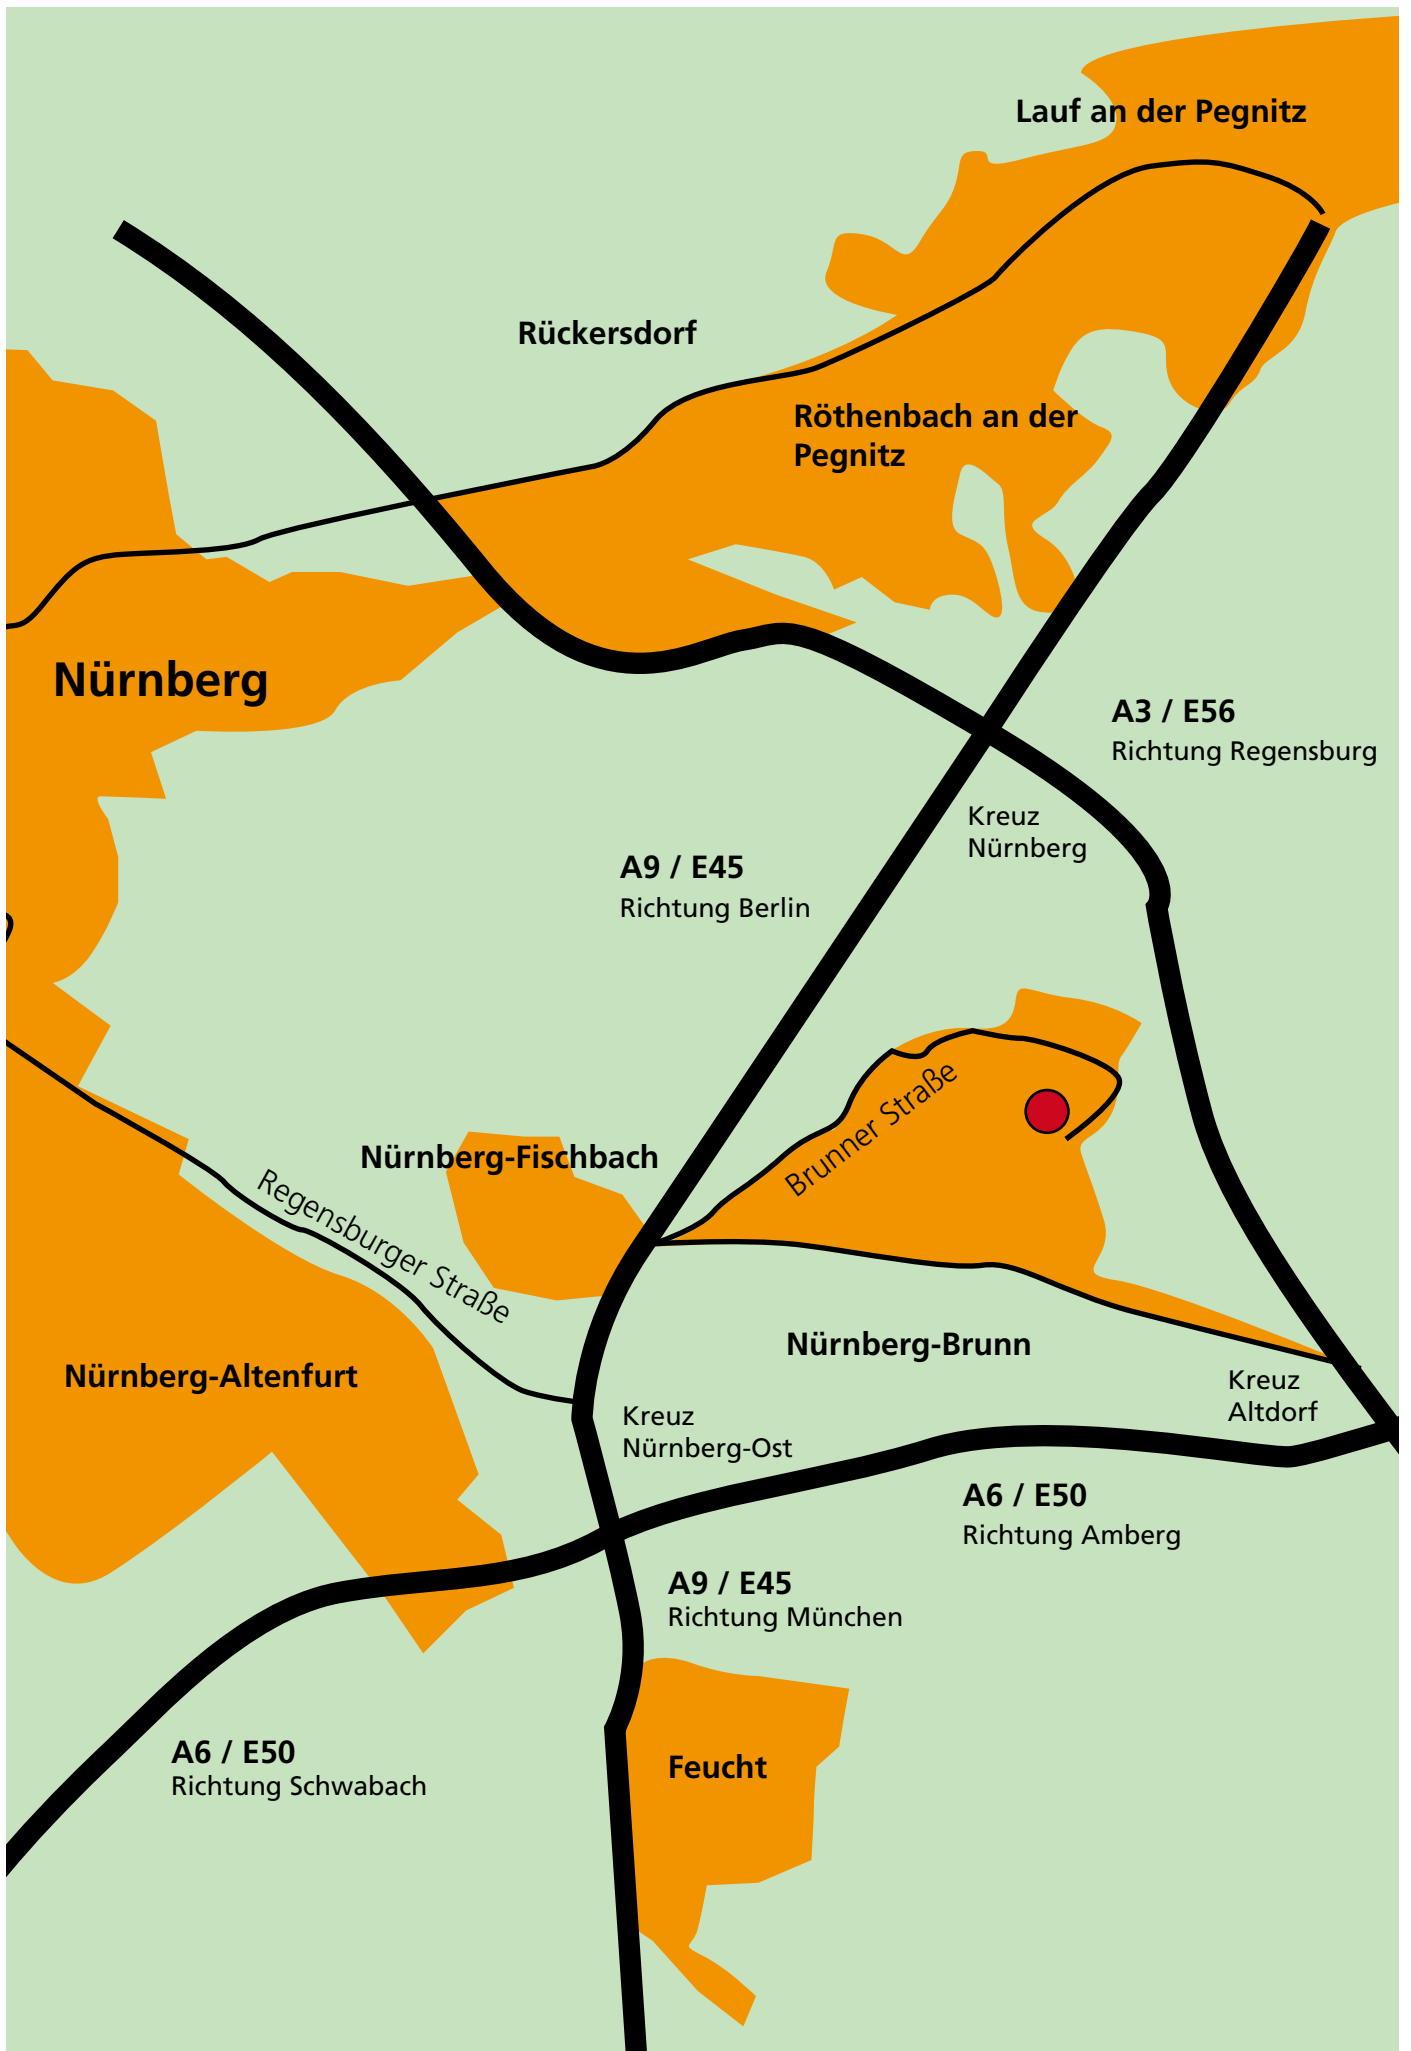 Lauf an der Pegnitz
Rückersdorf
Röthenbach an der
Pegnitz
Nürnberg
A3 / E56
Richtung Regensburg
Kreuz
Nürnberg
A9 / E45
Richtung Berlin
Brunner Straße
Nürnberg-Fischbach
Regensburger Straße
Nürnberg-Brunn
Nürnberg-Altenfurt
Kreuz
Altdorf
Kreuz
Nürnberg-Ost
A6 / E50
Richtung Amberg
A9 / E45
Richtung München
A6 / E50
Richtung Schwabach
Feucht